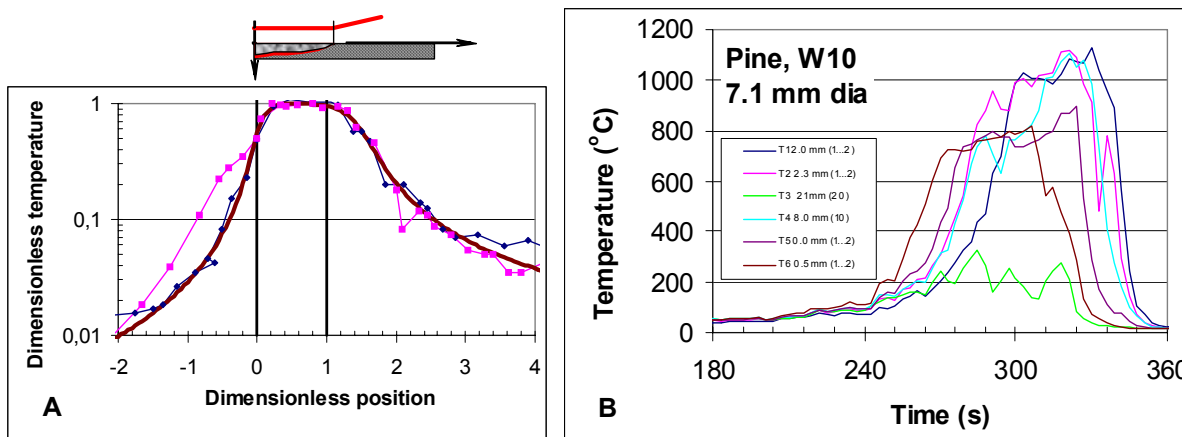 1
0,1
0,01
-2 -1 0 1 2 3 4
Dimensionless temperature
Dimensionless position
A
Pine, W10
7.1 mm dia
T12.0 mm (1...2)
T2 2.3 mm (1...2)
T3 21 mm (20)
T4 8.0 mm (10)
T5 0.0 mm (1...2)
T6 0.5 mm (1...2)
1200
1000
800
600
400
200
0
180 240 300 360
Temperature (°C)
Time (s)
B